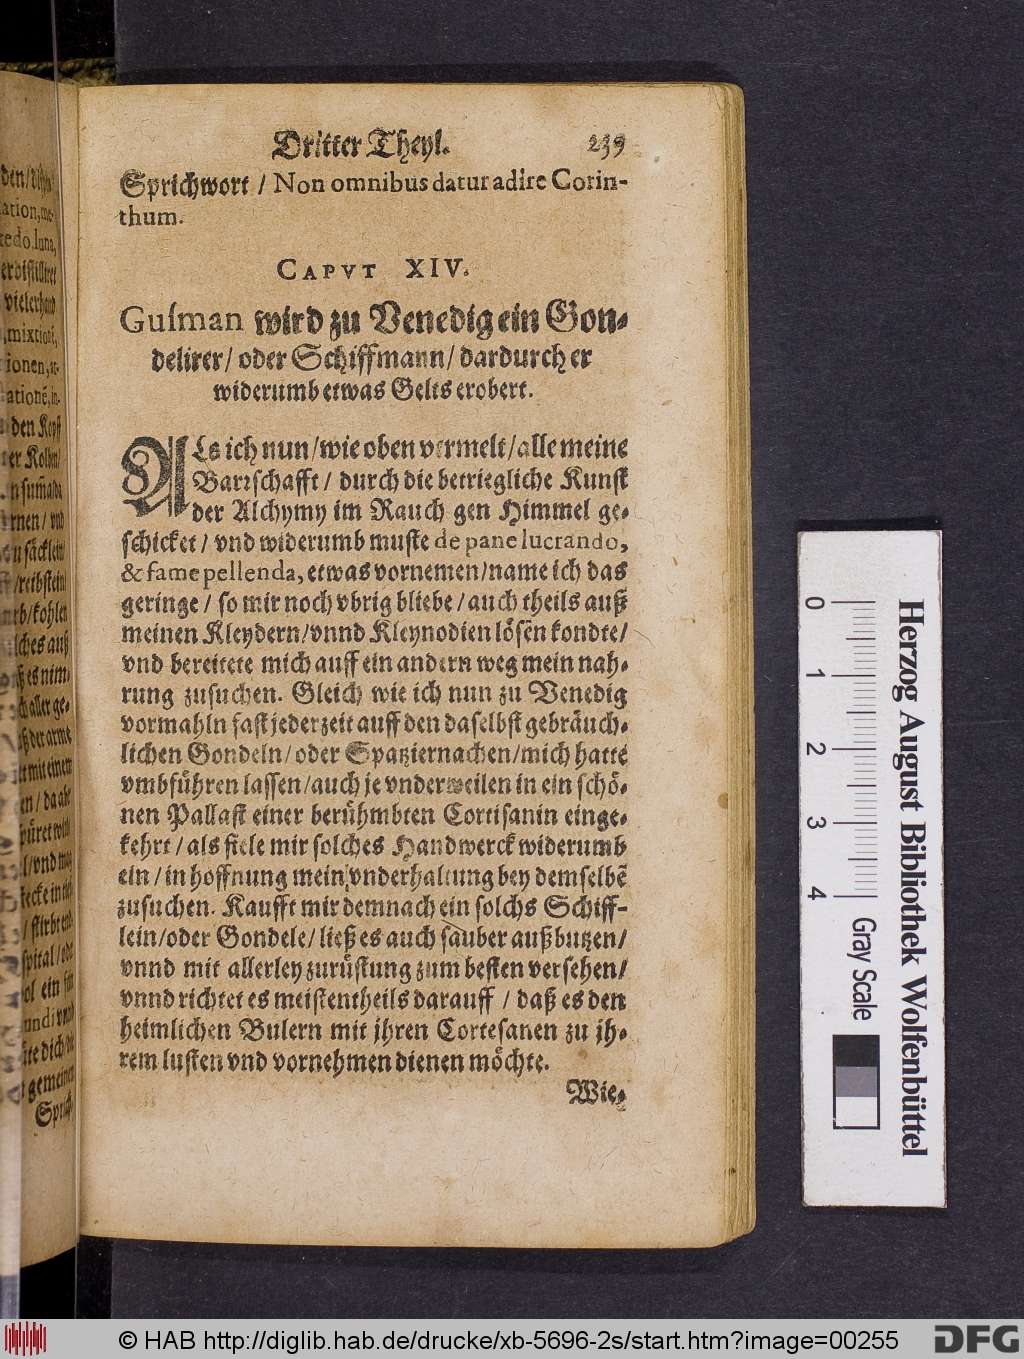 Dritter Theyl. 239
Sprichwort / Non omnibus datur adire Corin-
thum.
CAPVT XIV.
Gusman wird zu Venedig ein Gon-
delirer / oder Schiffmann / dardurch er
widerumb etwas Gelts erobert.
ALs ich nun / wie oben vermelt / alle meine
Barrschafft / durch die betriegliche Kunst
der Alchymy im Rauch gen Himmel ge-
schicket / vnd widerumb muste de pane lucrando,
& fame pellenda, etwas vornemen / name ich das
geringe / so mir noch vbrig bliebe / auch theils auß
meinen Kleydern / vnnd Kleynodien lösen kondte /
vnd bereitete mich auff ein andern weg mein nah-
rung zusuchen. Gleich wie ich nun zu Venedig
vormahln fast jederzeit auff den daselbst gebräuch-
lichen Gondeln / oder Spatziernachen / mich hatte
vmbführen lassen / auch je vnderweilen in ein schö-
nen Pallast einer berühmbten Cortisanin einge-
kehrt / als fiele mir solches Handwerck widerumb
ein / in hoffnung mein vnderhaltung bey demselbē
zusuchen. Kaufft mir demnach ein solchs Schiff-
lein / oder Gondele / ließ es auch sauber außbutzen /
vnnd mit allerley zurüstung zum besten versehen /
vnnd richtet es meistentheils darauff / daß es den
heimlichen Bulern mit jhren Cortesanen zu jh-
rem lusten vnd vornehmen dienen möchte.
Wie-
Herzog August Bibliothek Wolfenbüttel
0 1 2 3 4 Gray Scale
© HAB http://diglib.hab.de/drucke/xb-5696-2s/start.htm?image=00255
DFG